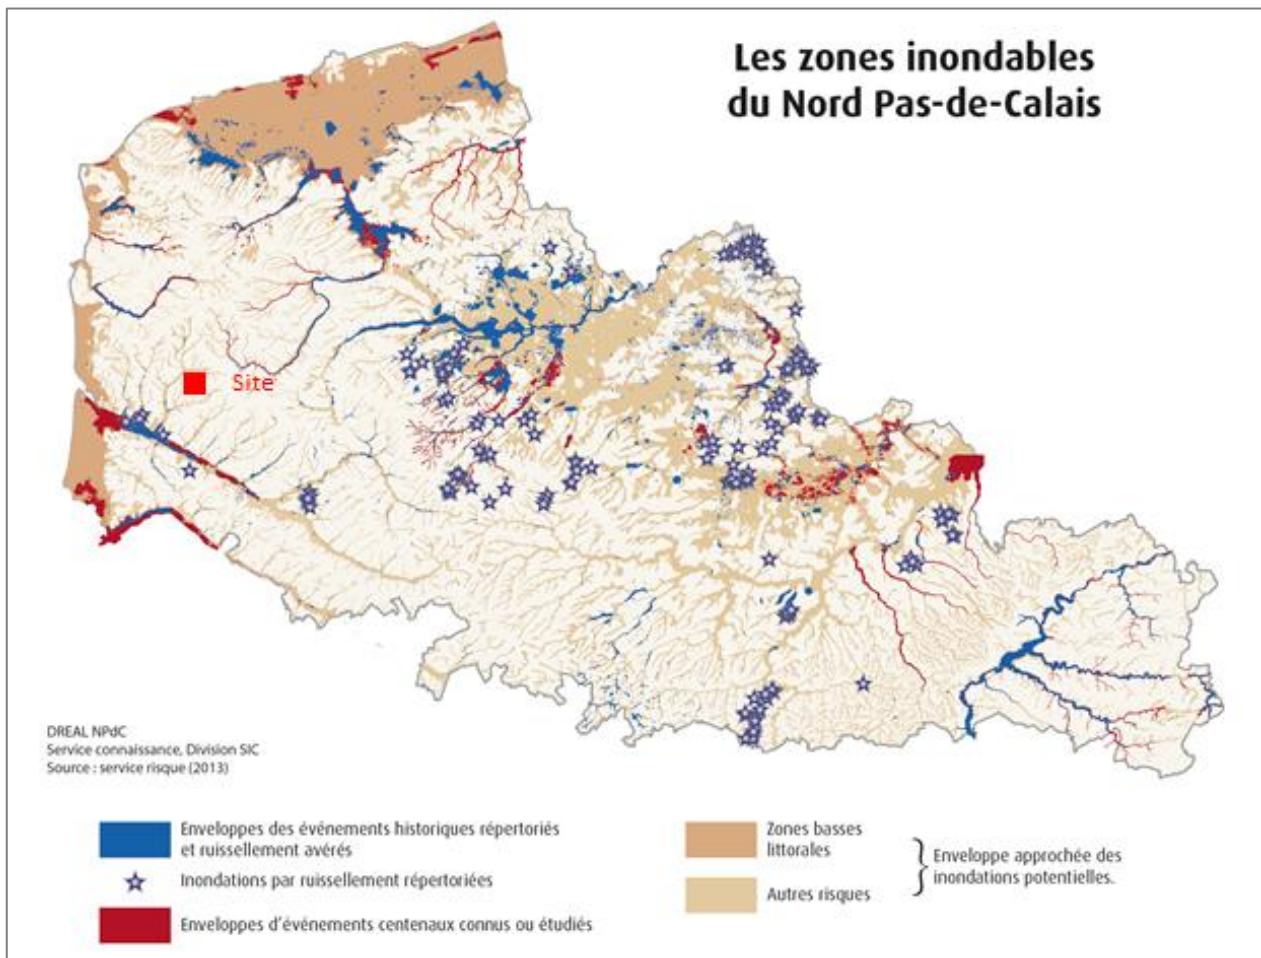 Les zones inondables
du Nord Pas-de-Calais
Site
DREAL NPdC
Service connaissance, Division SIC
Source : service risque (2013)
Enveloppes des événements historiques répertoriés
et ruissellement avérés
Inondations par ruissellement répertoriées
Enveloppes d'événements centenaux connus ou étudiés
Zones basses
littorales
Autres risques
Enveloppe approchée des
inondations potentielles.